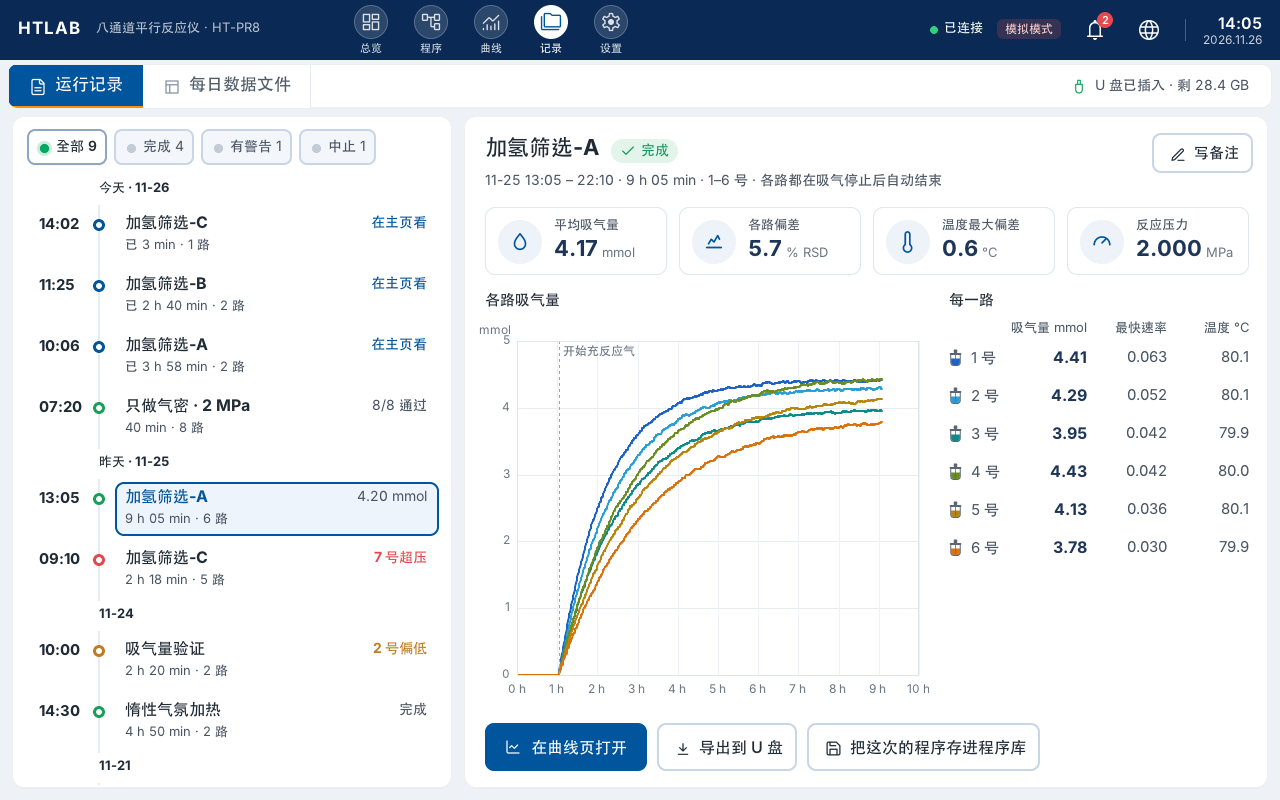 HTLAB 八通道平行反应仪 · HT-PR8
总览 程序 曲线 记录 设置
已连接 模拟模式 2 14:05
2026.11.26
运行记录 每日数据文件 U 盘已插入 · 剩 28.4 GB
全部 9 完成 4 有警告 1 中止 1
今天 · 11-26
14:02 加氢筛选-C 在主页看
已 3 min · 1 路
11:25 加氢筛选-B 在主页看
已 2 h 40 min · 2 路
10:06 加氢筛选-A 在主页看
已 3 h 58 min · 2 路
07:20 只做气密 · 2 MPa 8/8 通过
40 min · 8 路
昨天 · 11-25
13:05 加氢筛选-A 4.20 mmol
9 h 05 min · 6 路
09:10 加氢筛选-C 7 号超压
2 h 18 min · 5 路
11-24
10:00 吸气量验证 2 号偏低
2 h 20 min · 2 路
14:30 惰性气氛加热 完成
4 h 50 min · 2 路
11-21
加氢筛选-A 完成 写备注
11-25 13:05 – 22:10 · 9 h 05 min · 1–6 号 · 各路都在吸气停止后自动结束
平均吸气量
4.17 mmol
各路偏差
5.7 % RSD
温度最大偏差
0.6 °C
反应压力
2.000 MPa
各路吸气量
mmol
开始充反应气
5
4
3
2
1
0
0 h 1 h 2 h 3 h 4 h 5 h 6 h 7 h 8 h 9 h 10 h
每一路
吸气量 mmol 最快速率 温度 °C
1 号 4.41 0.063 80.1
2 号 4.29 0.052 80.1
3 号 3.95 0.042 79.9
4 号 4.43 0.042 80.0
5 号 4.13 0.036 80.1
6 号 3.78 0.030 79.9
在曲线页打开 导出到 U 盘 把这次的程序存进程序库